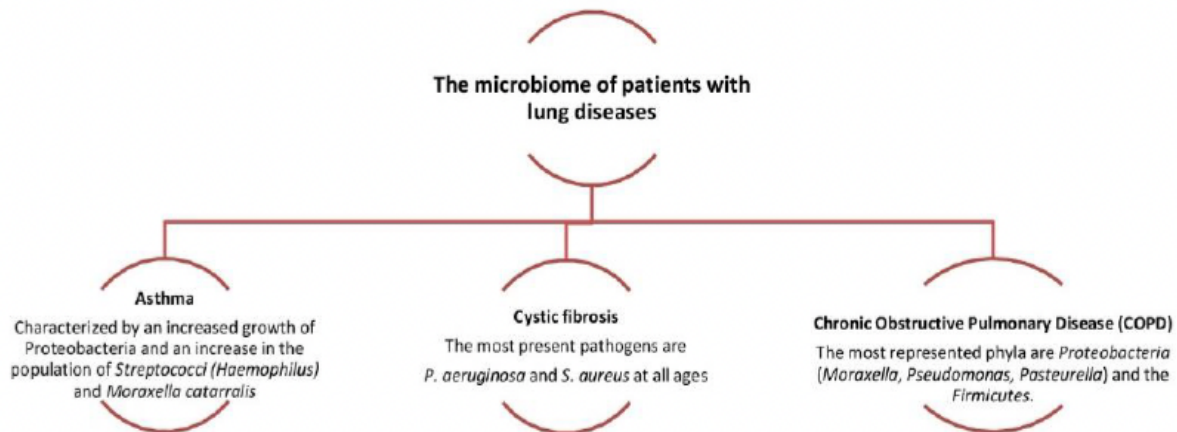 The microbiome of patients with
lung diseases
Asthma
Characterized by an increased growth of
Proteobacteria and an increase in the
population of Streptococci (Haemophilus)
and Moraxella catarralis
Cystic fibrosis
The most present pathogens are
P. aeruginosa and S. aureus at all ages
Chronic Obstructive Pulmonary Disease (COPD)
The most represented phyla are Proteobacteria
(Moraxella, Pseudomonas, Pasteurella) and the
Firmicutes.